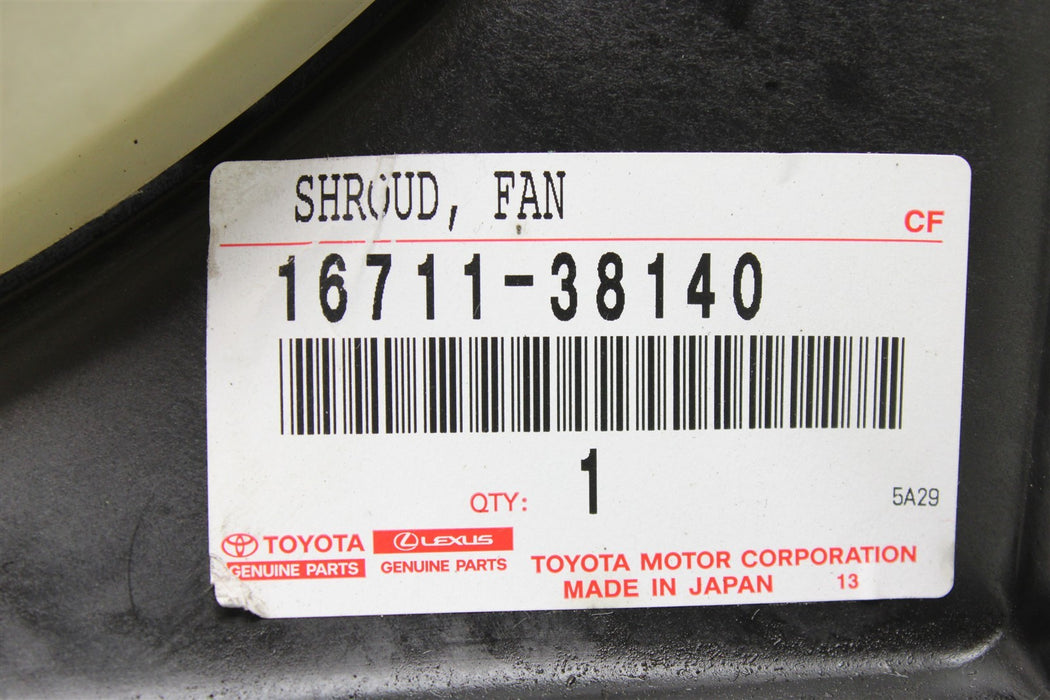 SHROUD, FAN
CF
16711-38140
QTY: 1
5A29
TOYOTA LEXUS
GENUINE PARTS GENUINE PARTS
TOYOTA MOTOR CORPORATION
MADE IN JAPAN 13